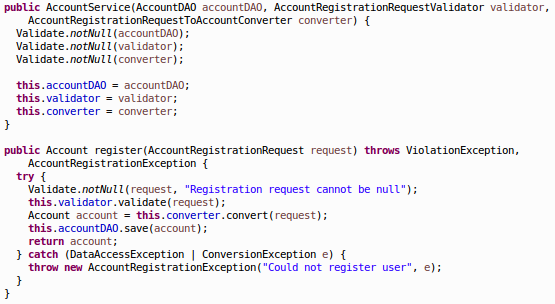 public AccountService(AccountDAO accountDAO, AccountRegistrationRequestValidator validator,
AccountRegistrationRequestToAccountConverter converter) {
Validate.notNull(accountDAO);
Validate.notNull(validator);
Validate.notNull(converter);
this.accountDAO = accountDAO;
this.validator = validator;
this.converter = converter;
}
public Account register(AccountRegistrationRequest request) throws ViolationException,
AccountRegistrationException {
try {
Validate.notNull(request, "Registration request cannot be null");
this.validator.validate(request);
Account account = this.converter.convert(request);
this.accountDAO.save(account);
return account;
} catch (DataAccessException | ConversionException e) {
throw new AccountRegistrationException("Could not register user", e);
}
}